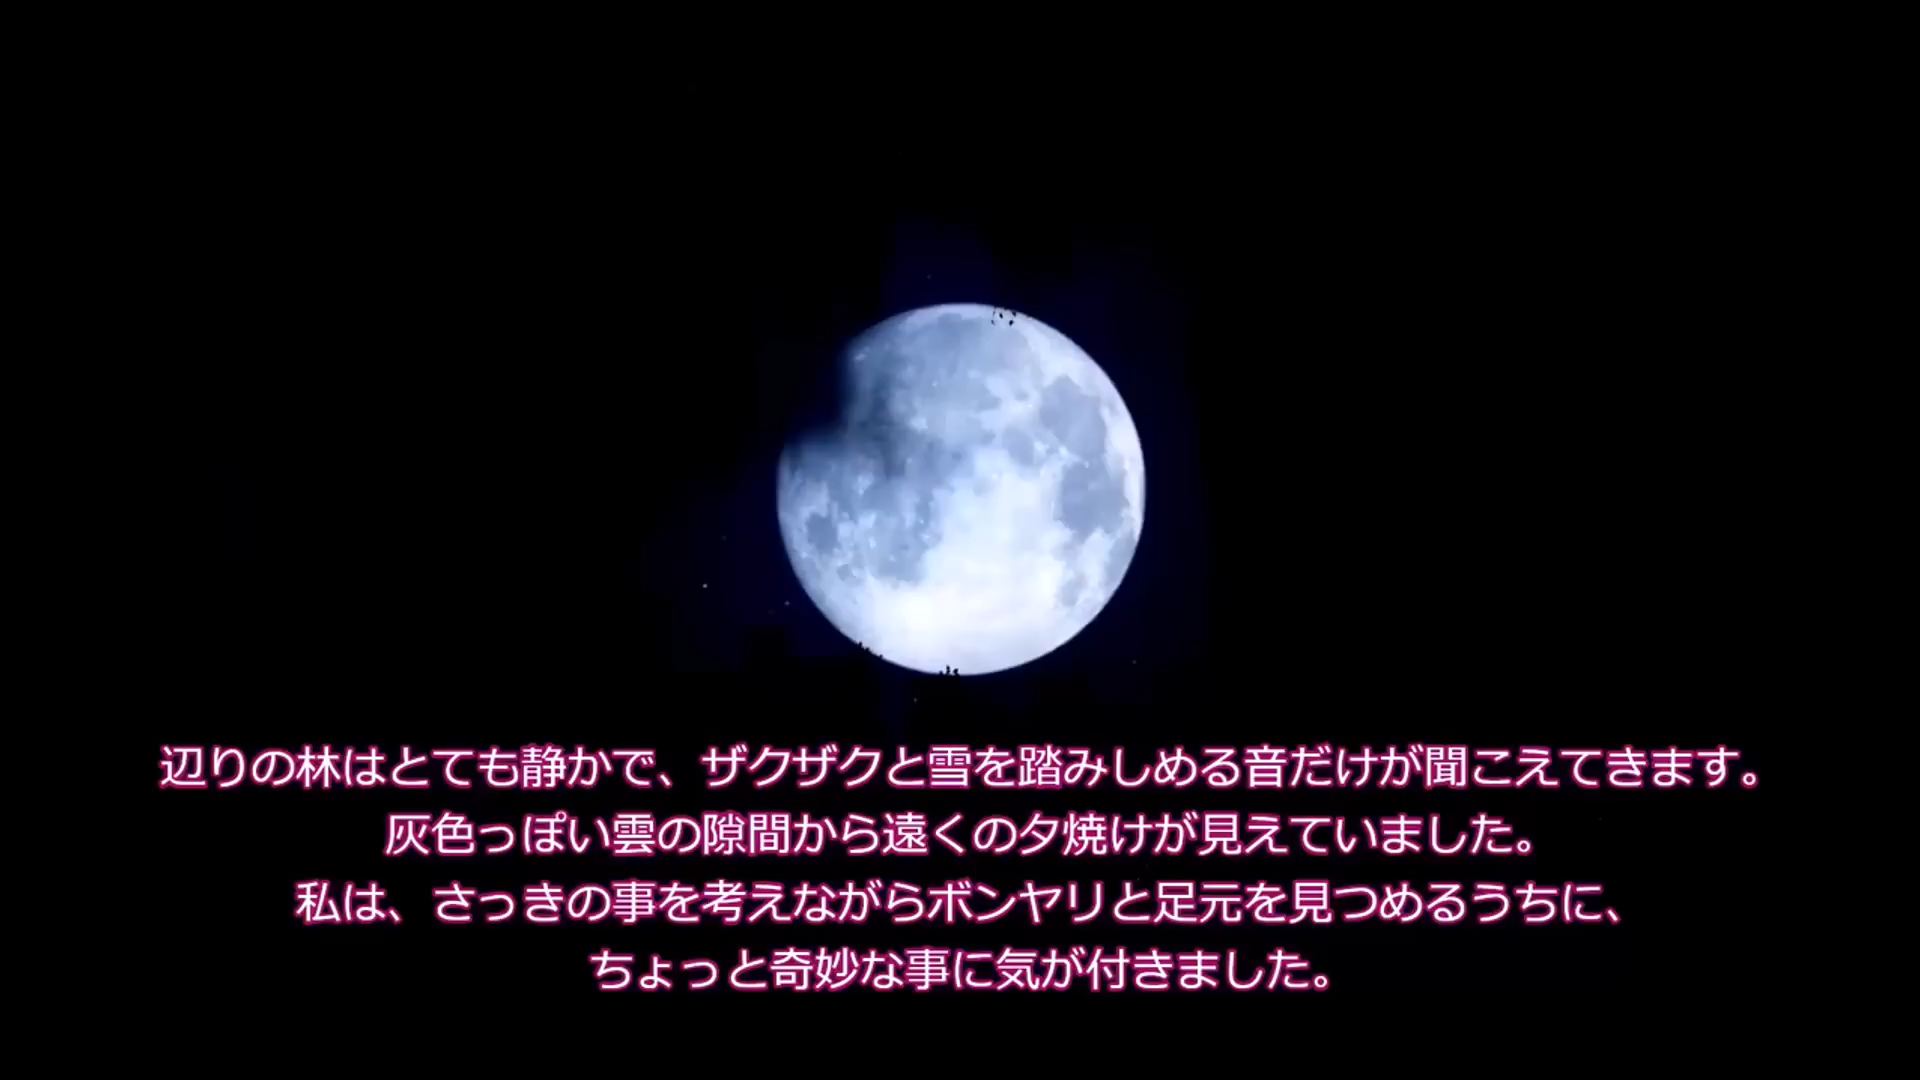 辺りの林はとても静かで、ザクザクと雪を踏みしめる音だけが聞こえてきます。
灰色っぽい雲の隙間から遠くの夕焼けが見えていました。
私は、さっきの事を考えながらボンヤリと足元を見つめるうちに、
ちょっと奇妙な事に気が付きました。